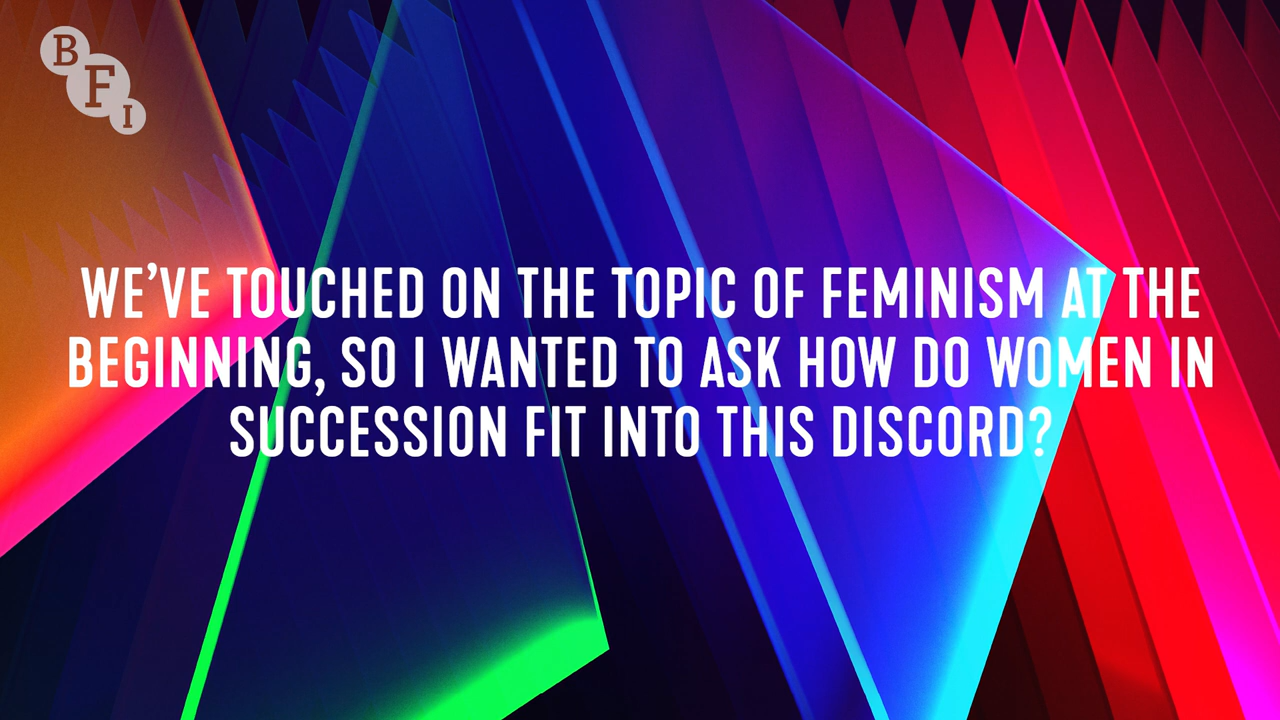 BFI
WE’VE TOUCHED ON THE TOPIC OF FEMINISM AT THE
BEGINNING, SO I WANTED TO ASK HOW DO WOMEN IN
SUCCESSION FIT INTO THIS DISCORD?